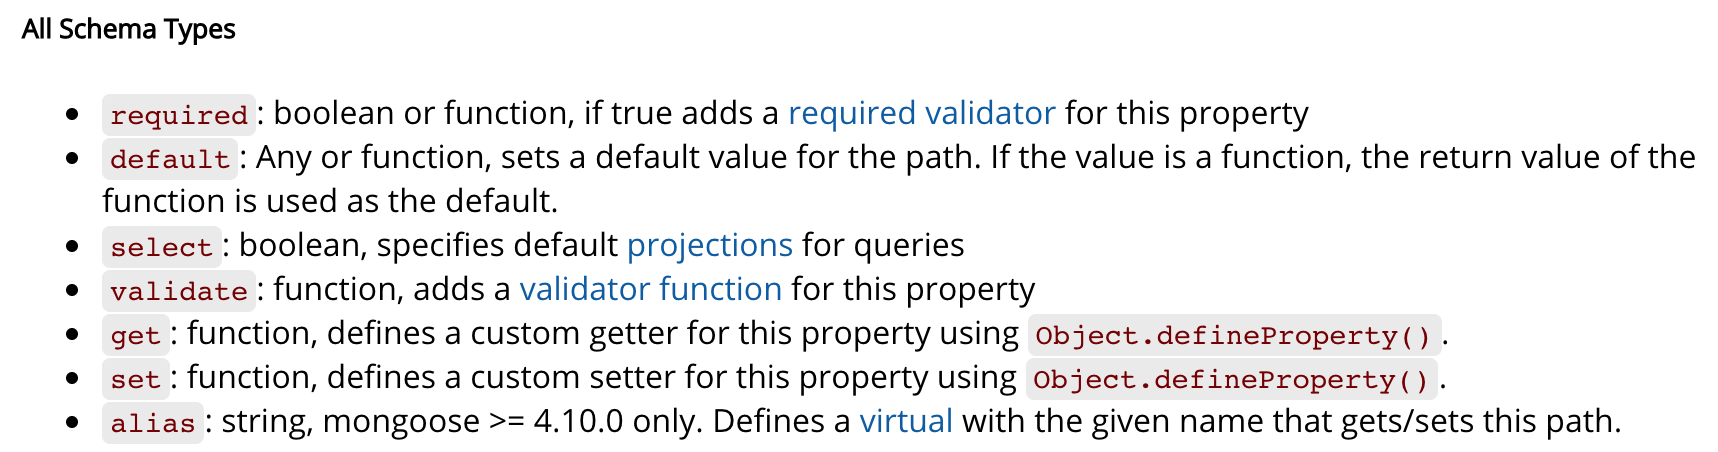 All Schema Types
required: boolean or function, if true adds a required validator for this property
default: Any or function, sets a default value for the path. If the value is a function, the return value of the
function is used as the default.
select: boolean, specifies default projections for queries
validate: function, adds a validator function for this property
get: function, defines a custom getter for this property using Object.defineProperty().
set: function, defines a custom setter for this property using Object.defineProperty().
alias: string, mongoose >= 4.10.0 only. Defines a virtual with the given name that gets/sets this path.